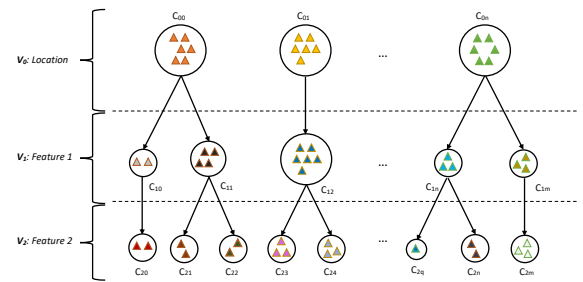 C00 C01 C0n
V0: Location
...
V1: Feature 1
...
C10 C11 C12 C1n C1m
V2: Feature 2
...
C20 C21 C22 C23 C24 C2q C2n C2m